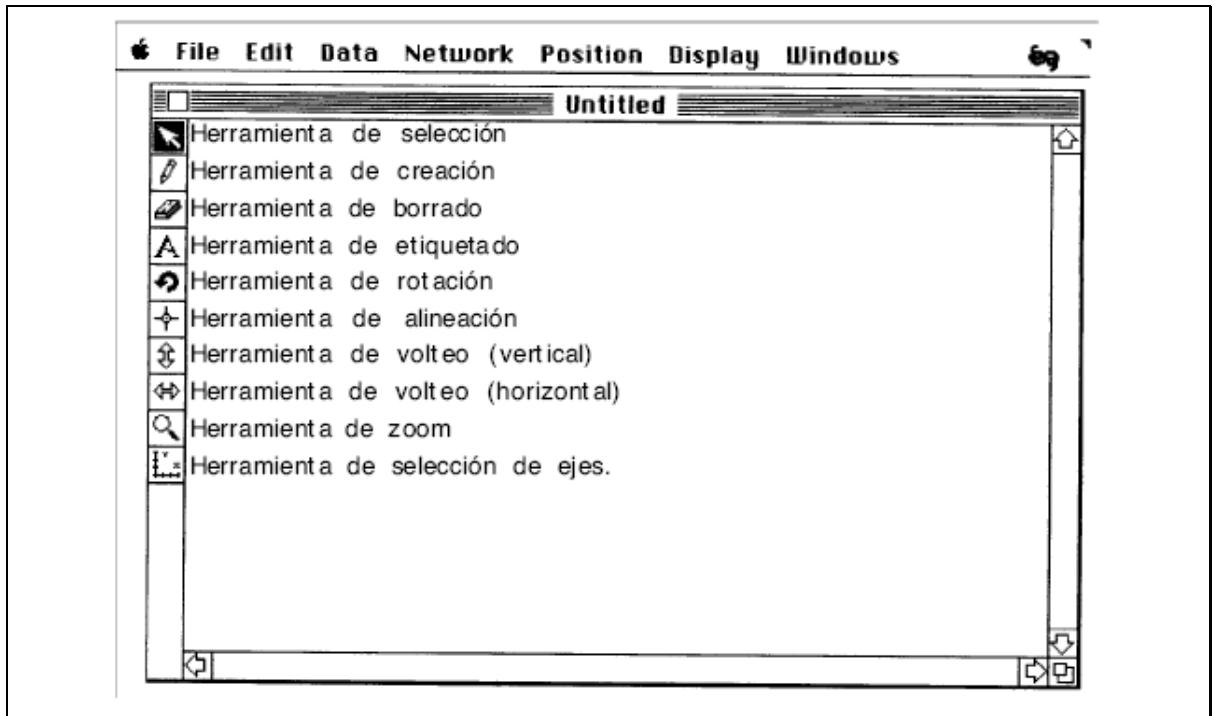 File Edit Data Network Position Display Windows
Untitled
Herramienta de selección
Herramienta de creación
Herramienta de borrado
A Herramienta de etiquetado
Herramienta de rotación
Herramienta de alineación
Herramienta de volteo (vertical)
Herramienta de volteo (horizontal)
Herramienta de zoom
Herramienta de selección de ejes.